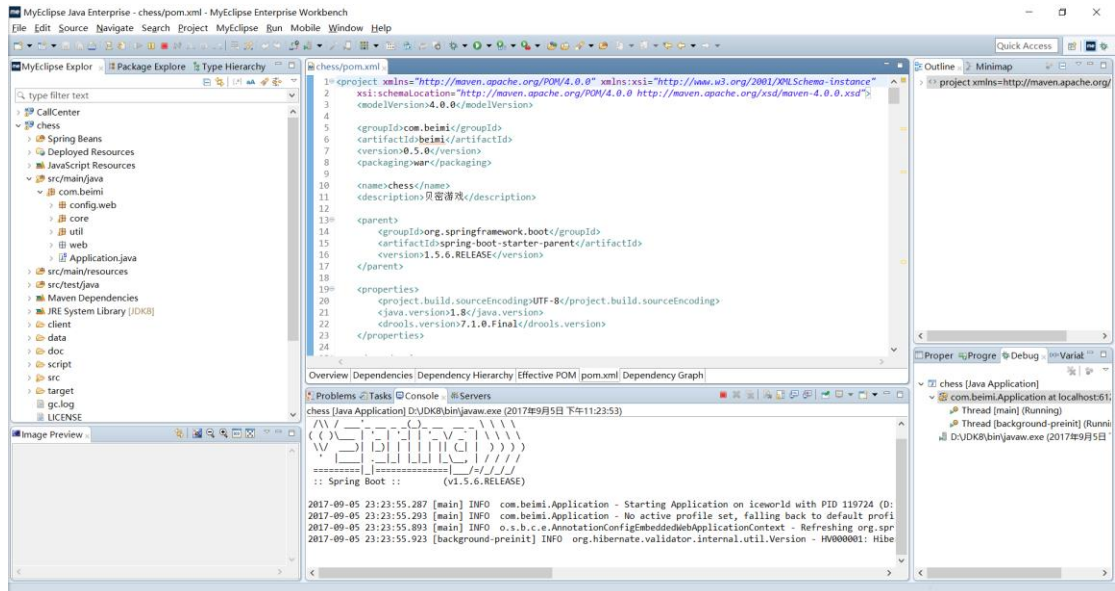 MyEclipse Java Enterprise - chess/pom.xml - MyEclipse Enterprise Workbench
File Edit Source Navigate Search Project MyEclipse Run Mobile Window Help
Quick Access
MyEclipse Explor Package Explore Type Hierarchy
type filter text
CallCenter
chess
Spring Beans
Deployed Resources
JavaScript Resources
src/main/java
com.beimi
config.web
core
util
web
Application.java
src/main/resources
src/test/java
Maven Dependencies
JRE System Library [JDK8]
client
data
doc
script
src
target
gc.log
LICENSE
Image Preview
chess/pom.xml
1 <project xmlns="http://maven.apache.org/POM/4.0.0" xmlns:xsi="http://www.w3.org/2001/XMLSchema-instance"
2 xsi:schemaLocation="http://maven.apache.org/POM/4.0.0 http://maven.apache.org/xsd/maven-4.0.0.xsd">
3 <modelVersion>4.0.0</modelVersion>
4
5 <groupId>com.beimi</groupId>
6 <artifactId>beimi</artifactId>
7 <version>0.5.0</version>
8 <packaging>war</packaging>
9
10 <name>chess</name>
11 <description>贝密游戏</description>
12
13 <parent>
14 <groupId>org.springframework.boot</groupId>
15 <artifactId>spring-boot-starter-parent</artifactId>
16 <version>1.5.6.RELEASE</version>
17 </parent>
18
19 <properties>
20 <project.build.sourceEncoding>UTF-8</project.build.sourceEncoding>
21 <java.version>1.8</java.version>
22 <drools.version>7.1.0.Final</drools.version>
23 </properties>
24
Overview Dependencies Dependency Hierarchy Effective POM pom.xml Dependency Graph
Problems Tasks Console Servers
chess [Java Application] D:\JDK8\bin\javaw.exe (2017年9月5日 下午11:23:53)
:: Spring Boot :: (v1.5.6.RELEASE)
2017-09-05 23:23:55.287 [main] INFO com.beimi.Application - Starting Application on iceworld with PID 119724 (D:
2017-09-05 23:23:55.293 [main] INFO com.beimi.Application - No active profile set, falling back to default profi
2017-09-05 23:23:55.893 [main] INFO o.s.b.c.e.AnnotationConfigEmbeddedWebApplicationContext - Refreshing org.spr
2017-09-05 23:23:55.923 [background-preinit] INFO org.hibernate.validator.internal.util.Version - HV000001: Hibe
Outline Minimap
project xmlns=http://maven.apache.org/
Proper Progre Debug Variat
chess [Java Application]
com.beimi.Application at localhost:61
Thread [main] (Running)
Thread [background-preinit] (Runni
D:\JDK8\bin\javaw.exe (2017年9月5日